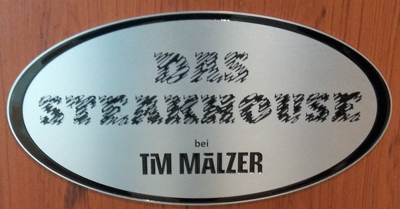 DAS
STEAKHOUSE
bei
TiM MÄLZER